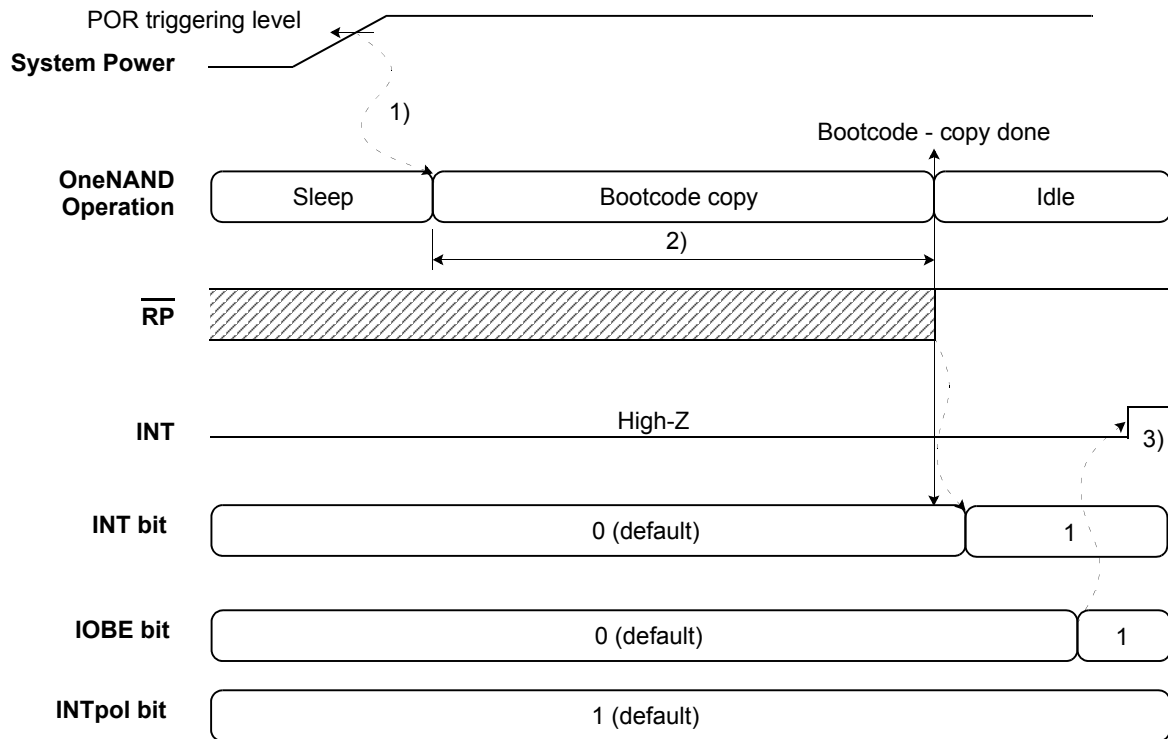 POR triggering level
System Power
1)
Bootcode - copy done
OneNAND
Operation
Sleep
Bootcode copy
Idle
2)
RP
High-Z
INT
3)
INT bit
0 (default)
1
IOBE bit
0 (default)
1
INTpol bit
1 (default)